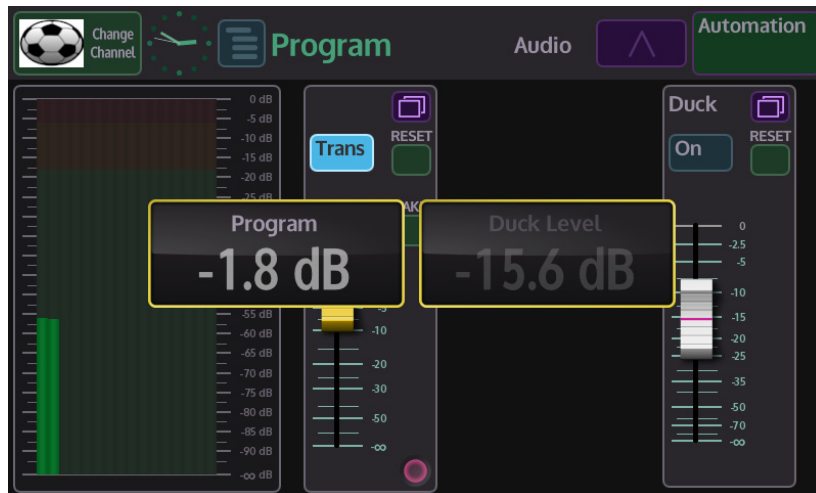 Change
Channel
Program
Audio
Automation
0 dB
-5 dB
-10 dB
-15 dB
-20 dB
-25 dB
-55 dB
-60 dB
-65 dB
-70 dB
-75 dB
-80 dB
-85 dB
-90 dB
-∞ dB
Trans
RESET
Program
-1.8 dB
Duck Level
-15.6 dB
-5
-10
-20
-30
-50
-∞
Duck
On
RESET
0
-2.5
-5
-10
-15
-20
-25
-35
-50
-70
-∞